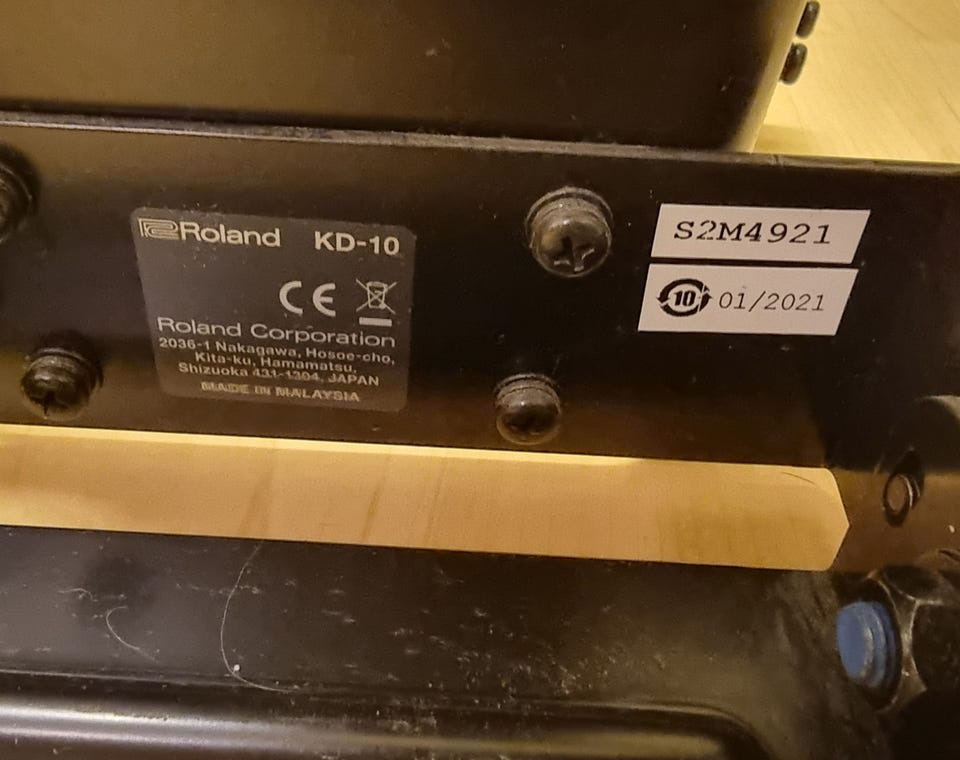 Roland KD-10
CE
Roland Corporation
2036-1 Nakagawa, Hosoe-cho,
Kita-ku, Hamamatsu,
Shizuoka 431-1304, JAPAN
MADE IN MALAYSIA
S2M4921
10 01/2021